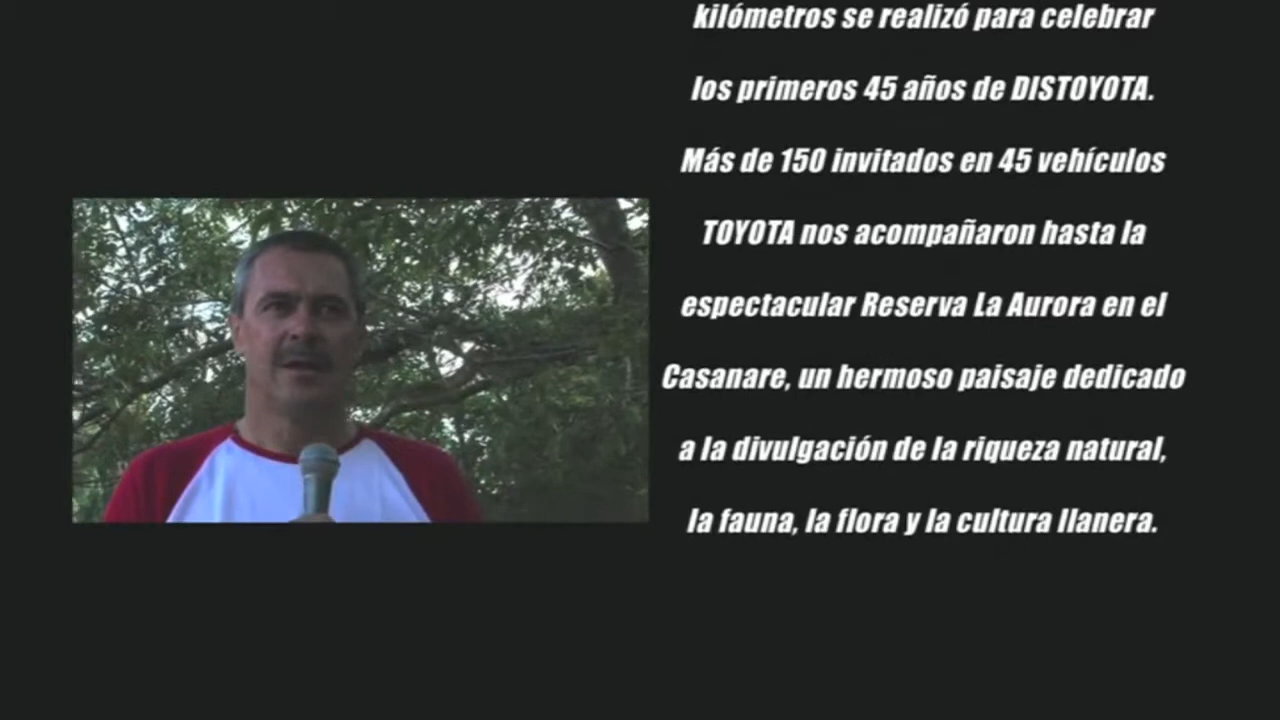 kilómetros se realizó para celebrar
los primeros 45 años de DISTOYOTA.
Más de 150 invitados en 45 vehículos
TOYOTA nos acompañaron hasta la
espectacular Reserva La Aurora en el
Casanare, un hermoso paisaje dedicado
a la divulgación de la riqueza natural,
la fauna, la flora y la cultura llanera.